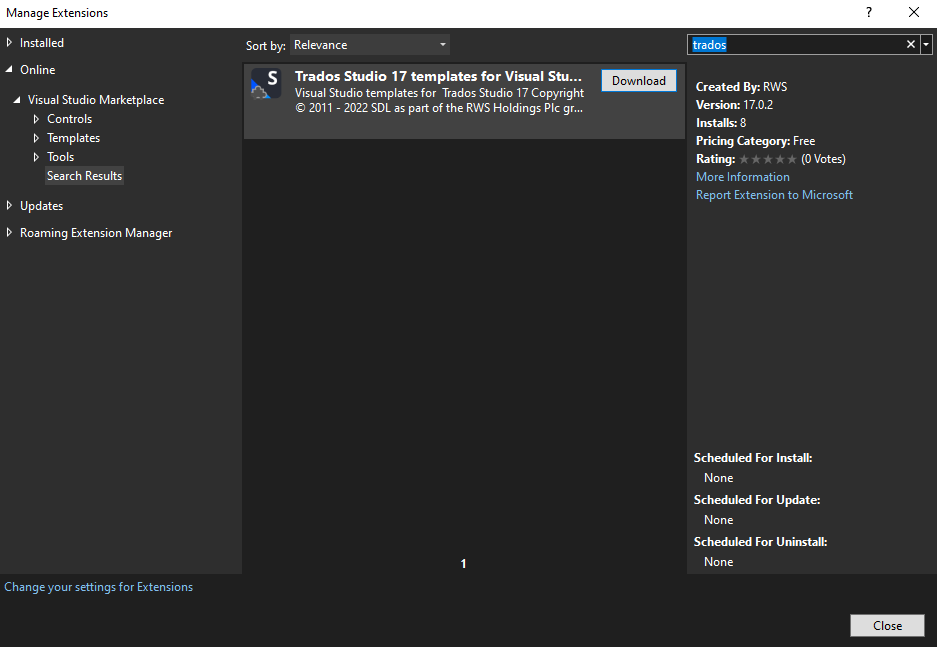 Manage Extensions
?
Installed
Online
Visual Studio Marketplace
Controls
Templates
Tools
Search Results
Updates
Roaming Extension Manager
Change your settings for Extensions
Sort by: Relevance
S
Trados Studio 17 templates for Visual Stu...
Download
Visual Studio templates for Trados Studio 17 Copyright
© 2011 - 2022 SDL as part of the RWS Holdings Plc gr...
1
trados
Created By: RWS
Version: 17.0.2
Installs: 8
Pricing Category: Free
Rating: ★★★★★ (0 Votes)
More Information
Report Extension to Microsoft
Scheduled For Install:
None
Scheduled For Update:
None
Scheduled For Uninstall:
None
Close